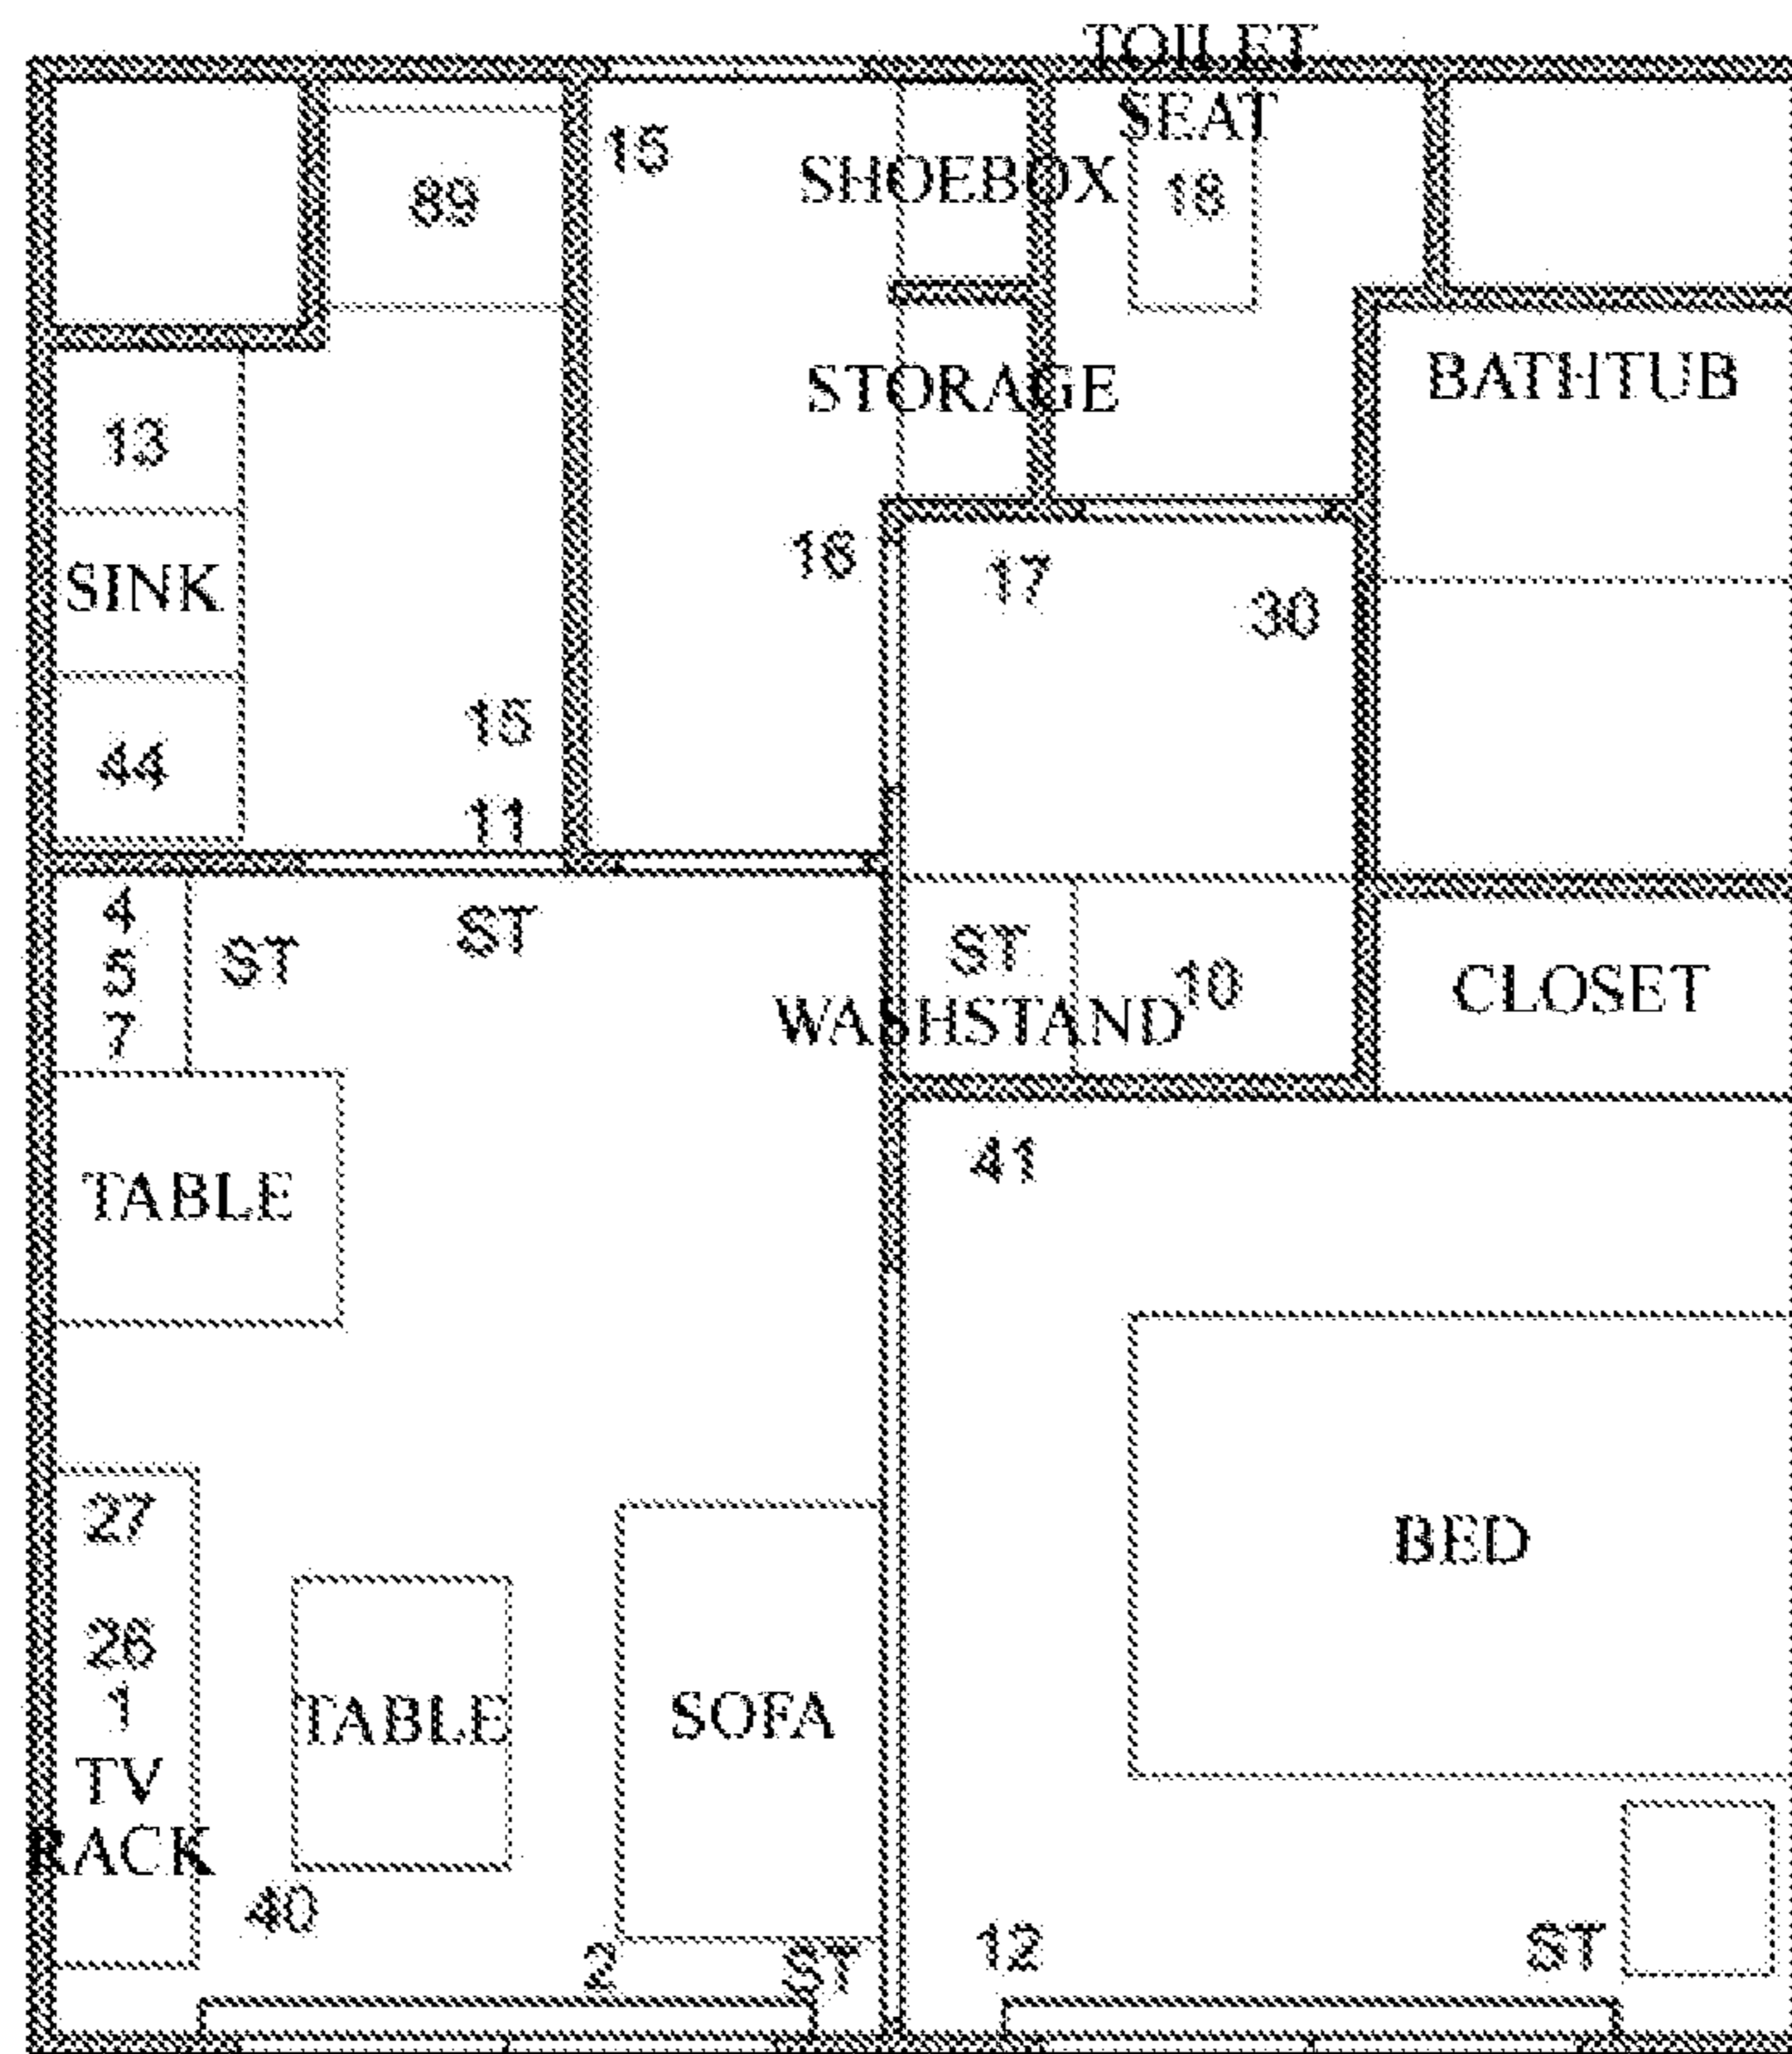 TOILET
SEAT
15
SHOEBOX
89
18
STORAGE
BATHTUB
13
16
17
SINK
30
15
44
11
4
ST
ST
ST
5
10
CLOSET
7
WASHSTAND
41
TABLE
27
BED
26
1
TABLE
SOFA
TV
RACK
40
2
ST
12
ST